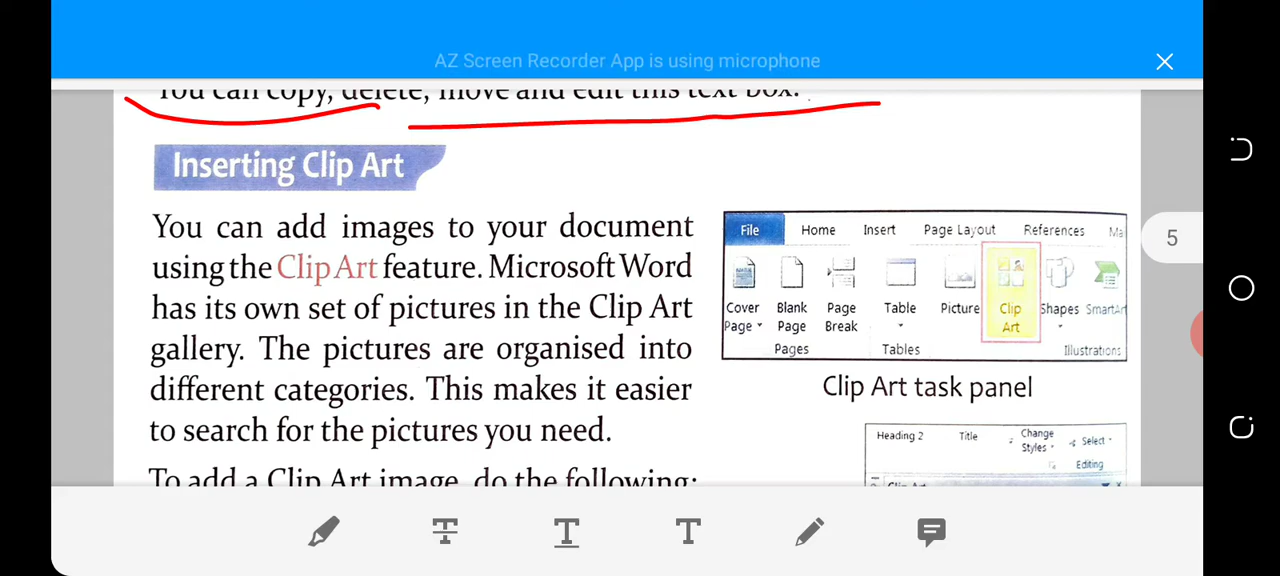 AZ Screen Recorder App is using microphone
You can copy, delete, move and edit this text box.
Inserting Clip Art
You can add images to your document
using the Clip Art feature. Microsoft Word
has its own set of pictures in the Clip Art
gallery. The pictures are organised into
different categories. This makes it easier
to search for the pictures you need.
To add a Clip Art image, do the following:
File Home Insert Page Layout References Ma
Cover Page Blank Page Page Break Table Picture Clip Art Shapes SmartArt
Pages Tables Illustrations
Clip Art task panel
Heading 2 Title Change Styles Select
Editing
Clip Art
5
T T T